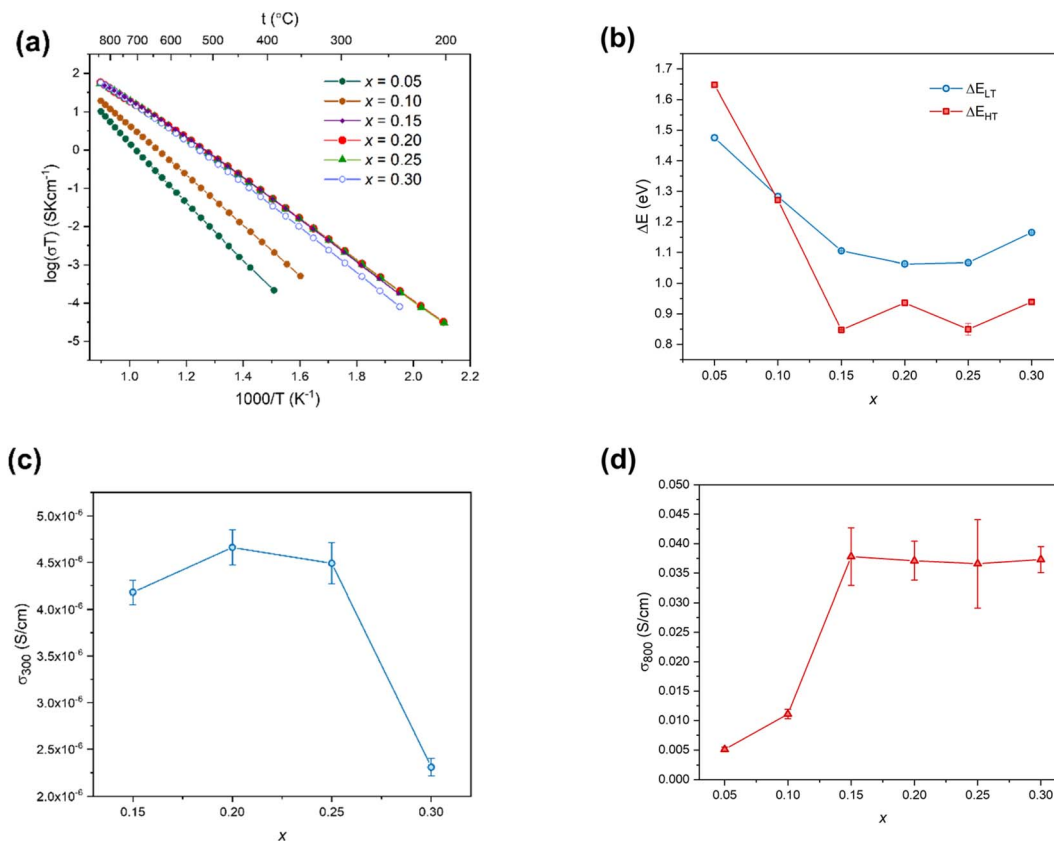 (a)
t (°C)
800 700 600 500 400 300 200
x = 0.05
x = 0.10
x = 0.15
x = 0.20
x = 0.25
x = 0.30
2
1
0
-1
-2
-3
-4
-5
log(σT) (SKcm⁻¹)
1.0 1.2 1.4 1.6 1.8 2.0 2.2
1000/T (K⁻¹)
(b)
1.7
1.6
1.5
1.4
1.3
1.2
1.1
1.0
0.9
0.8
ΔE (eV)
ΔE_LT
ΔE_HT
0.05 0.10 0.15 0.20 0.25 0.30
x
(c)
5.0x10⁻⁶
4.5x10⁻⁶
4.0x10⁻⁶
3.5x10⁻⁶
3.0x10⁻⁶
2.5x10⁻⁶
2.0x10⁻⁶
σ₃₀₀ (S/cm)
0.15 0.20 0.25 0.30
x
(d)
0.050
0.045
0.040
0.035
0.030
0.025
0.020
0.015
0.010
0.005
0.000
σ₈₀₀ (S/cm)
0.05 0.10 0.15 0.20 0.25 0.30
x